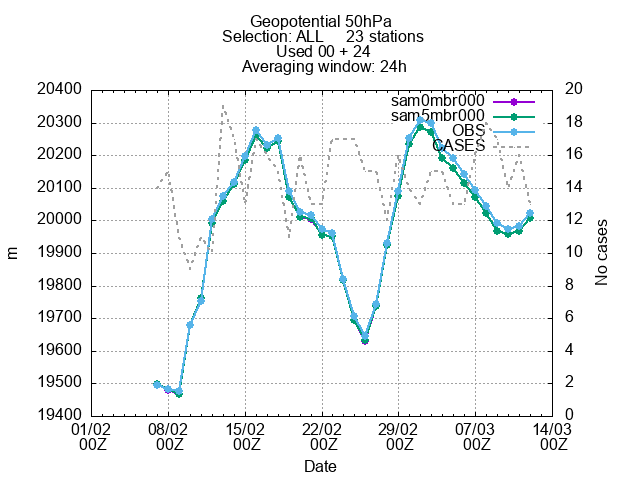 Geopotential 50hPa
Selection: ALL 23 stations
Used 00 + 24
Averaging window: 24h
20400 20
sam0mbr000
20300 sam5mbr000 18
OBS
CASES
20200 16
20100 14
20000 12
19900 10
m
No cases
19800 8
19700 6
19600 4
19500 2
19400 0
01/02 08/02 15/02 22/02 29/02 07/03 14/03
00Z 00Z 00Z 00Z 00Z 00Z 00Z
Date